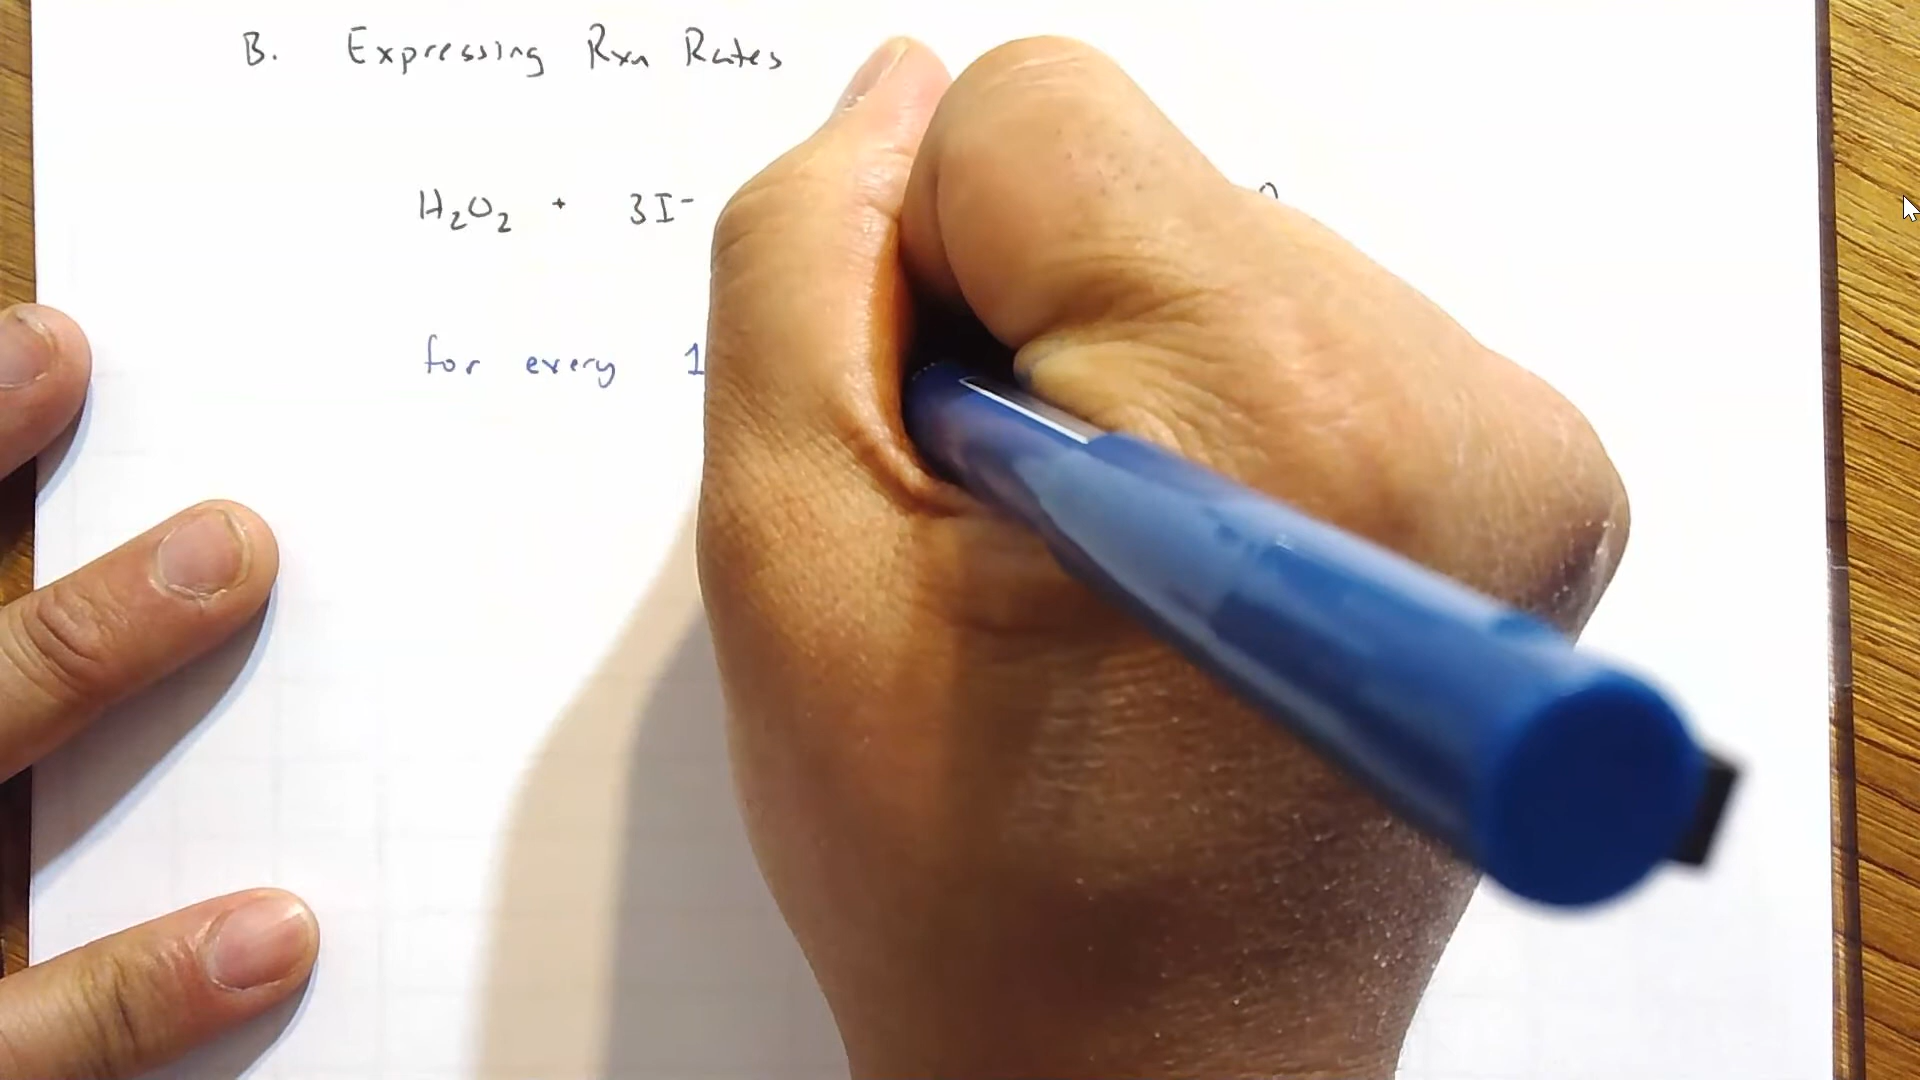 B. Expressing Rxn Rates
H₂O₂ + 3I⁻
for every 1